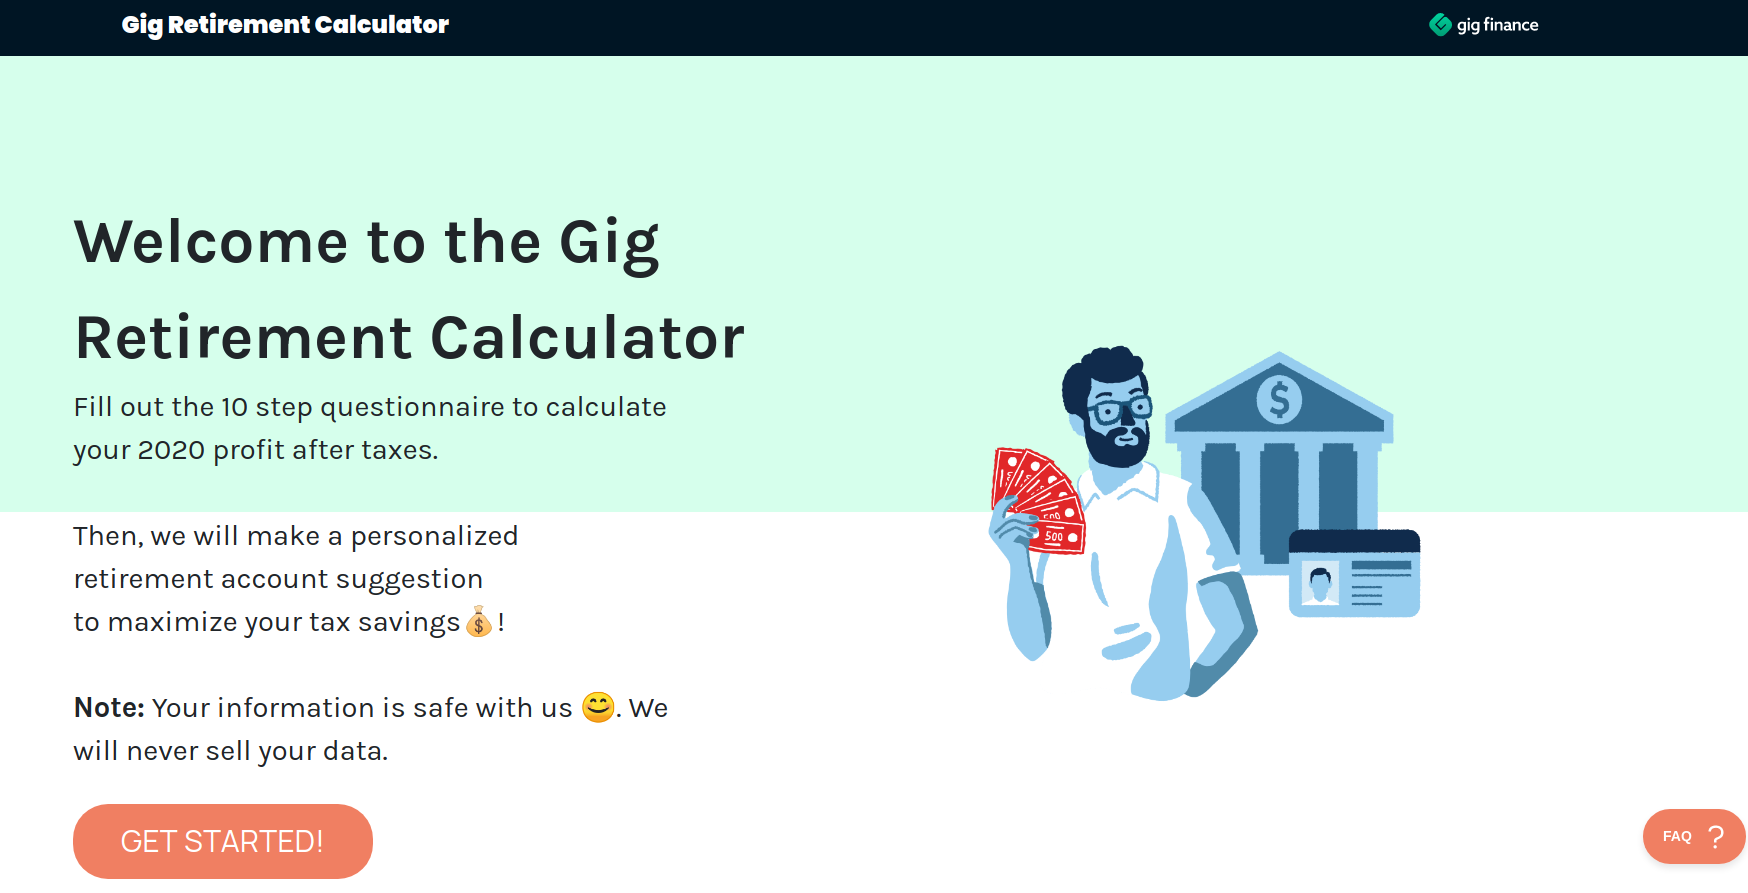 Gig Retirement Calculator
gig finance
Welcome to the Gig
Retirement Calculator
Fill out the 10 step questionnaire to calculate
your 2020 profit after taxes.
Then, we will make a personalized
retirement account suggestion
to maximize your tax savings💰!
Note: Your information is safe with us 😊. We
will never sell your data.
GET STARTED!
$
500
500
FAQ ?